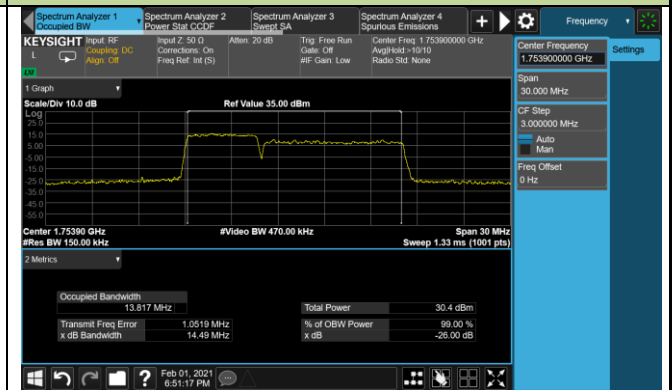 Spectrum Analyzer 1
Occupied BW
Spectrum Analyzer 2
Power Stat CCDF
Spectrum Analyzer 3
Swept SA
Spectrum Analyzer 4
Spurious Emissions
Frequency
KEYSIGHT
L
Input: RF
Coupling: DC
Align: Off
Input Z: 50 Ω
Corrections: On
Freq Ref: Int (S)
Atten: 20 dB
Trig: Free Run
Gate: Off
#IF Gain: Low
Center Freq: 1.753900000 GHz
Avg|Hold:>10/10
Radio Std: None
Center Frequency
1.753900000 GHz
Settings
Span
30.000 MHz
CF Step
3.000000 MHz
Auto
Man
Freq Offset
0 Hz
1 Graph
Scale/Div 10.0 dB
Ref Value 35.00 dBm
Log
25.0
15.0
5.00
-5.00
-15.0
-25.0
-35.0
-45.0
-55.0
Center 1.75390 GHz
#Res BW 150.00 kHz
#Video BW 470.00 kHz
Span 30 MHz
Sweep 1.33 ms (1001 pts)
2 Metrics
Occupied Bandwidth
13.817 MHz
Total Power
30.4 dBm
Transmit Freq Error
1.0519 MHz
% of OBW Power
99.00 %
x dB Bandwidth
14.49 MHz
x dB
-26.00 dB
Feb 01, 2021
6:51:17 PM